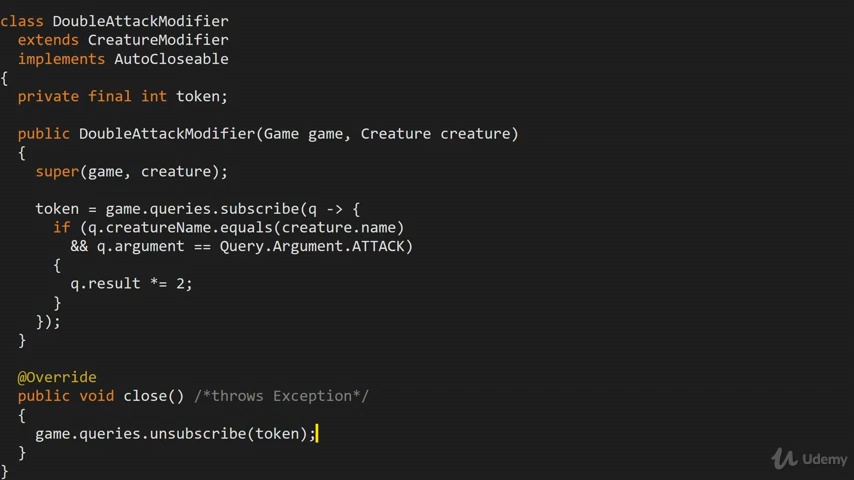 class DoubleAttackModifier
  extends CreatureModifier
  implements AutoCloseable
{
  private final int token;

  public DoubleAttackModifier(Game game, Creature creature)
  {
    super(game, creature);

    token = game.queries.subscribe(q -> {
      if (q.creatureName.equals(creature.name)
        && q.argument == Query.Argument.ATTACK)
      {
        q.result *= 2;
      }
    });
  }

  @Override
  public void close() /*throws Exception*/
  {
    game.queries.unsubscribe(token);
  }
}
Udemy